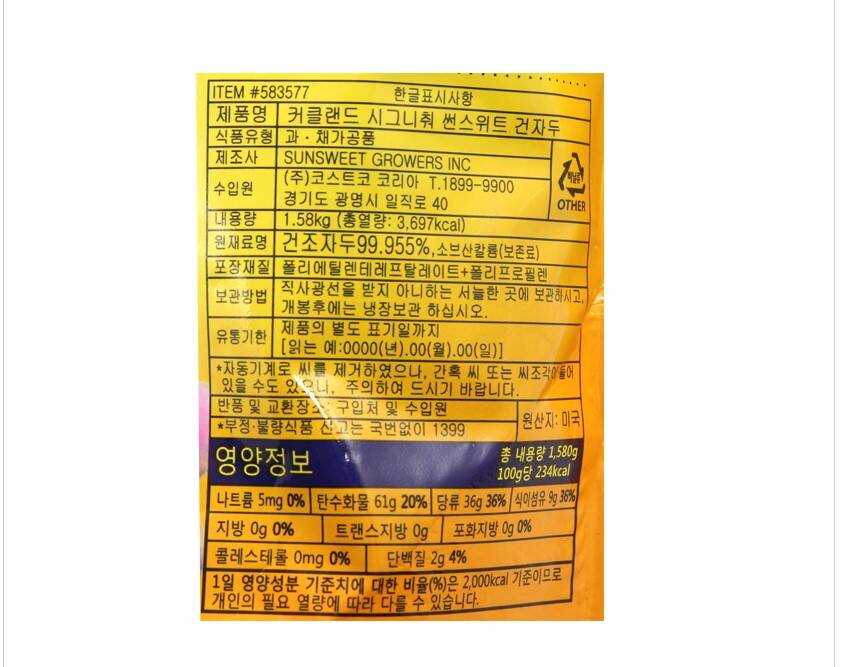 ITEM #583577 한글표시사항
제품명 커클랜드 시그니춰 썬스위트 건자두
식품유형 과·채가공품
제조사 SUNSWEET GROWERS INC
수입원 (주)코스트코 코리아 T.1899-9900
경기도 광명시 일직로 40
비닐류
OTHER
내용량 1.58kg (총열량: 3,697kcal)
원재료명 건조자두99.955%,소브산칼륨(보존료)
포장재질 폴리에틸렌테레프탈레이트+폴리프로필렌
보관방법 직사광선을 받지 아니하는 서늘한 곳에 보관하시고,
개봉후에는 냉장보관 하십시오.
유통기한 제품의 별도 표기일까지
[읽는 예:0000(년).00(월).00(일)]
*자동기계로 씨를 제거하였으나, 간혹 씨 또는 씨조각이 들어
있을 수도 있으니, 주의하여 드시기 바랍니다.
반품 및 교환장소: 구입처 및 수입원
*부정·불량식품 신고는 국번없이 1399
원산지: 미국
영양정보
총 내용량 1,580g
100g당 234kcal
나트륨 5mg 0% 탄수화물 61g 20% 당류 36g 36% 식이섬유 9g 36%
지방 0g 0% 트랜스지방 0g 포화지방 0g 0%
콜레스테롤 0mg 0% 단백질 2g 4%
1일 영양성분 기준치에 대한 비율(%)은 2,000kcal 기준이므로
개인의 필요 열량에 따라 다를 수 있습니다.